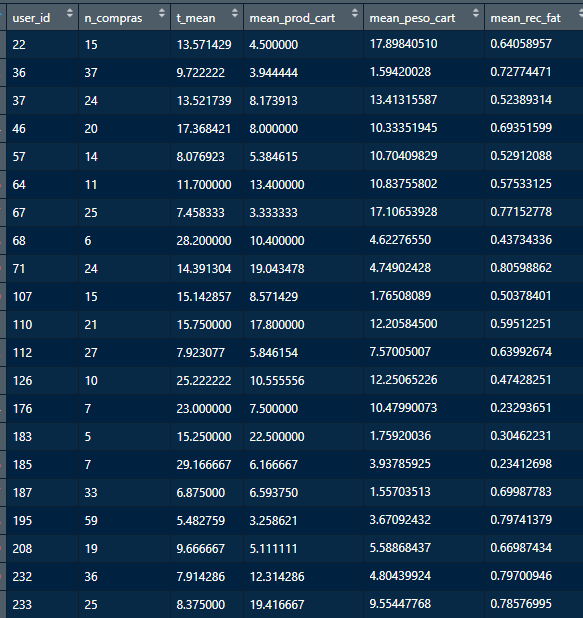 user_id n_compras t_mean mean_prod_cart mean_peso_cart mean_rec_fat
22 15 13.571429 4.500000 17.89840510 0.64058957
36 37 9.722222 3.944444 1.59420028 0.72774471
37 24 13.521739 8.173913 13.41315587 0.52389314
46 20 17.368421 8.000000 10.33351945 0.69351599
57 14 8.076923 5.384615 10.70409829 0.52912088
64 11 11.700000 13.400000 10.83755802 0.57533125
67 25 7.458333 3.333333 17.10653928 0.77152778
68 6 28.200000 10.400000 4.62276550 0.43734336
71 24 14.391304 19.043478 4.74902428 0.80598862
107 15 15.142857 8.571429 1.76508089 0.50378401
110 21 15.750000 17.800000 12.20584500 0.59512251
112 27 7.923077 5.846154 7.57005007 0.63992674
126 10 25.222222 10.555556 12.25065226 0.47428251
176 7 23.000000 7.500000 10.47990073 0.23293651
183 5 15.250000 22.500000 1.75920036 0.30462231
185 7 29.166667 6.166667 3.93785925 0.23412698
187 33 6.875000 6.593750 1.55703513 0.69987783
195 59 5.482759 3.258621 3.67092432 0.79741379
208 19 9.666667 5.111111 5.58868437 0.66987434
232 36 7.914286 12.314286 4.80439924 0.79700946
233 25 8.375000 19.416667 9.55447768 0.78576995